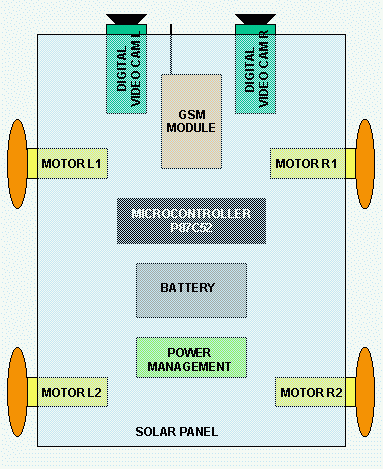 DIGITAL
VIDEO CAM L
DIGITAL
VIDEO CAM R
GSM
MODULE
MOTOR L1
MOTOR R1
MICROCONTROLLER
P87C52
BATTERY
POWER
MANAGEMENT
MOTOR L2
MOTOR R2
SOLAR PANEL